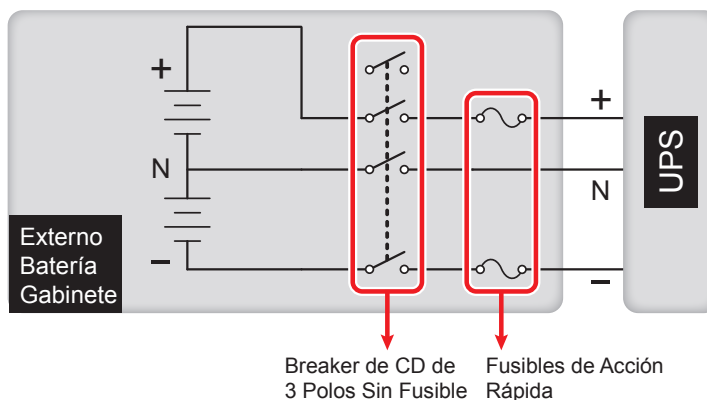 +
+
N
N
UPS
−
−
Externo
Batería
Gabinete
Breaker de CD de
3 Polos Sin Fusible
Fusibles de Acción
Rápida